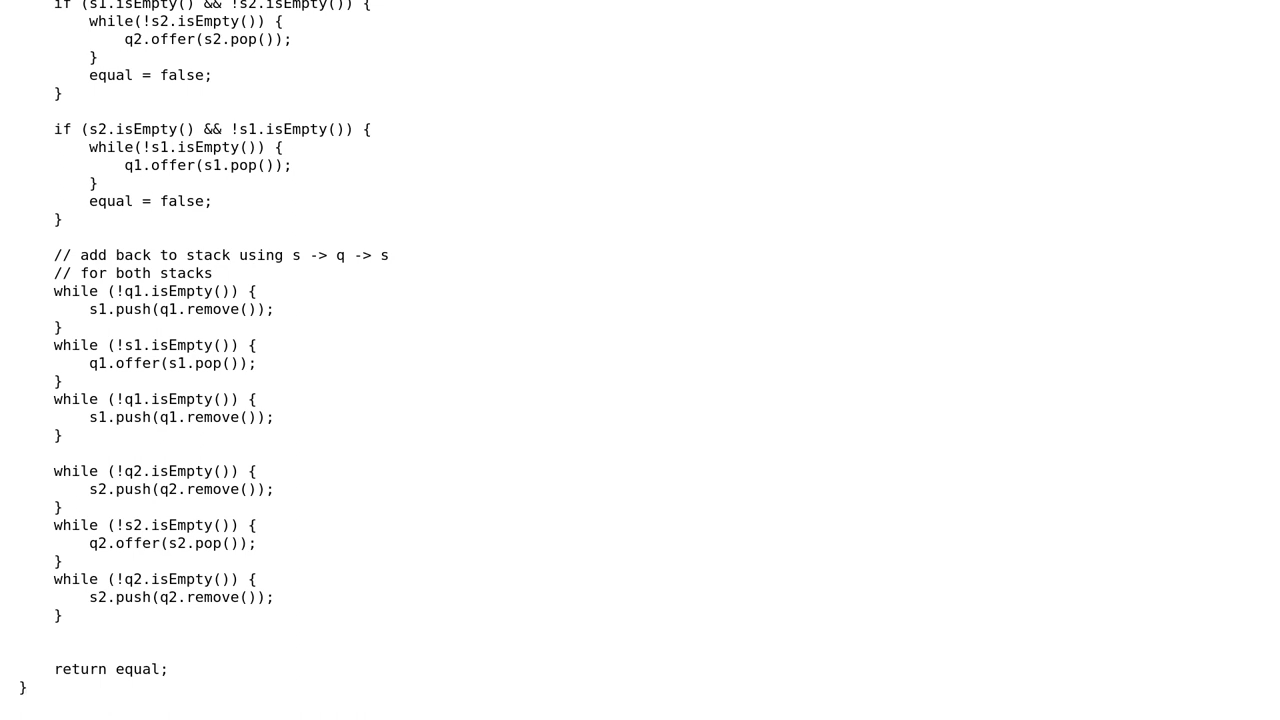 if (s1.isEmpty() && !s2.isEmpty()) {
        while(!s2.isEmpty()) {
            q2.offer(s2.pop());
        }
        equal = false;
    }

    if (s2.isEmpty() && !s1.isEmpty()) {
        while(!s1.isEmpty()) {
            q1.offer(s1.pop());
        }
        equal = false;
    }

    // add back to stack using s -> q -> s
    // for both stacks
    while (!q1.isEmpty()) {
        s1.push(q1.remove());
    }
    while (!s1.isEmpty()) {
        q1.offer(s1.pop());
    }
    while (!q1.isEmpty()) {
        s1.push(q1.remove());
    }

    while (!q2.isEmpty()) {
        s2.push(q2.remove());
    }
    while (!s2.isEmpty()) {
        q2.offer(s2.pop());
    }
    while (!q2.isEmpty()) {
        s2.push(q2.remove());
    }


    return equal;
}